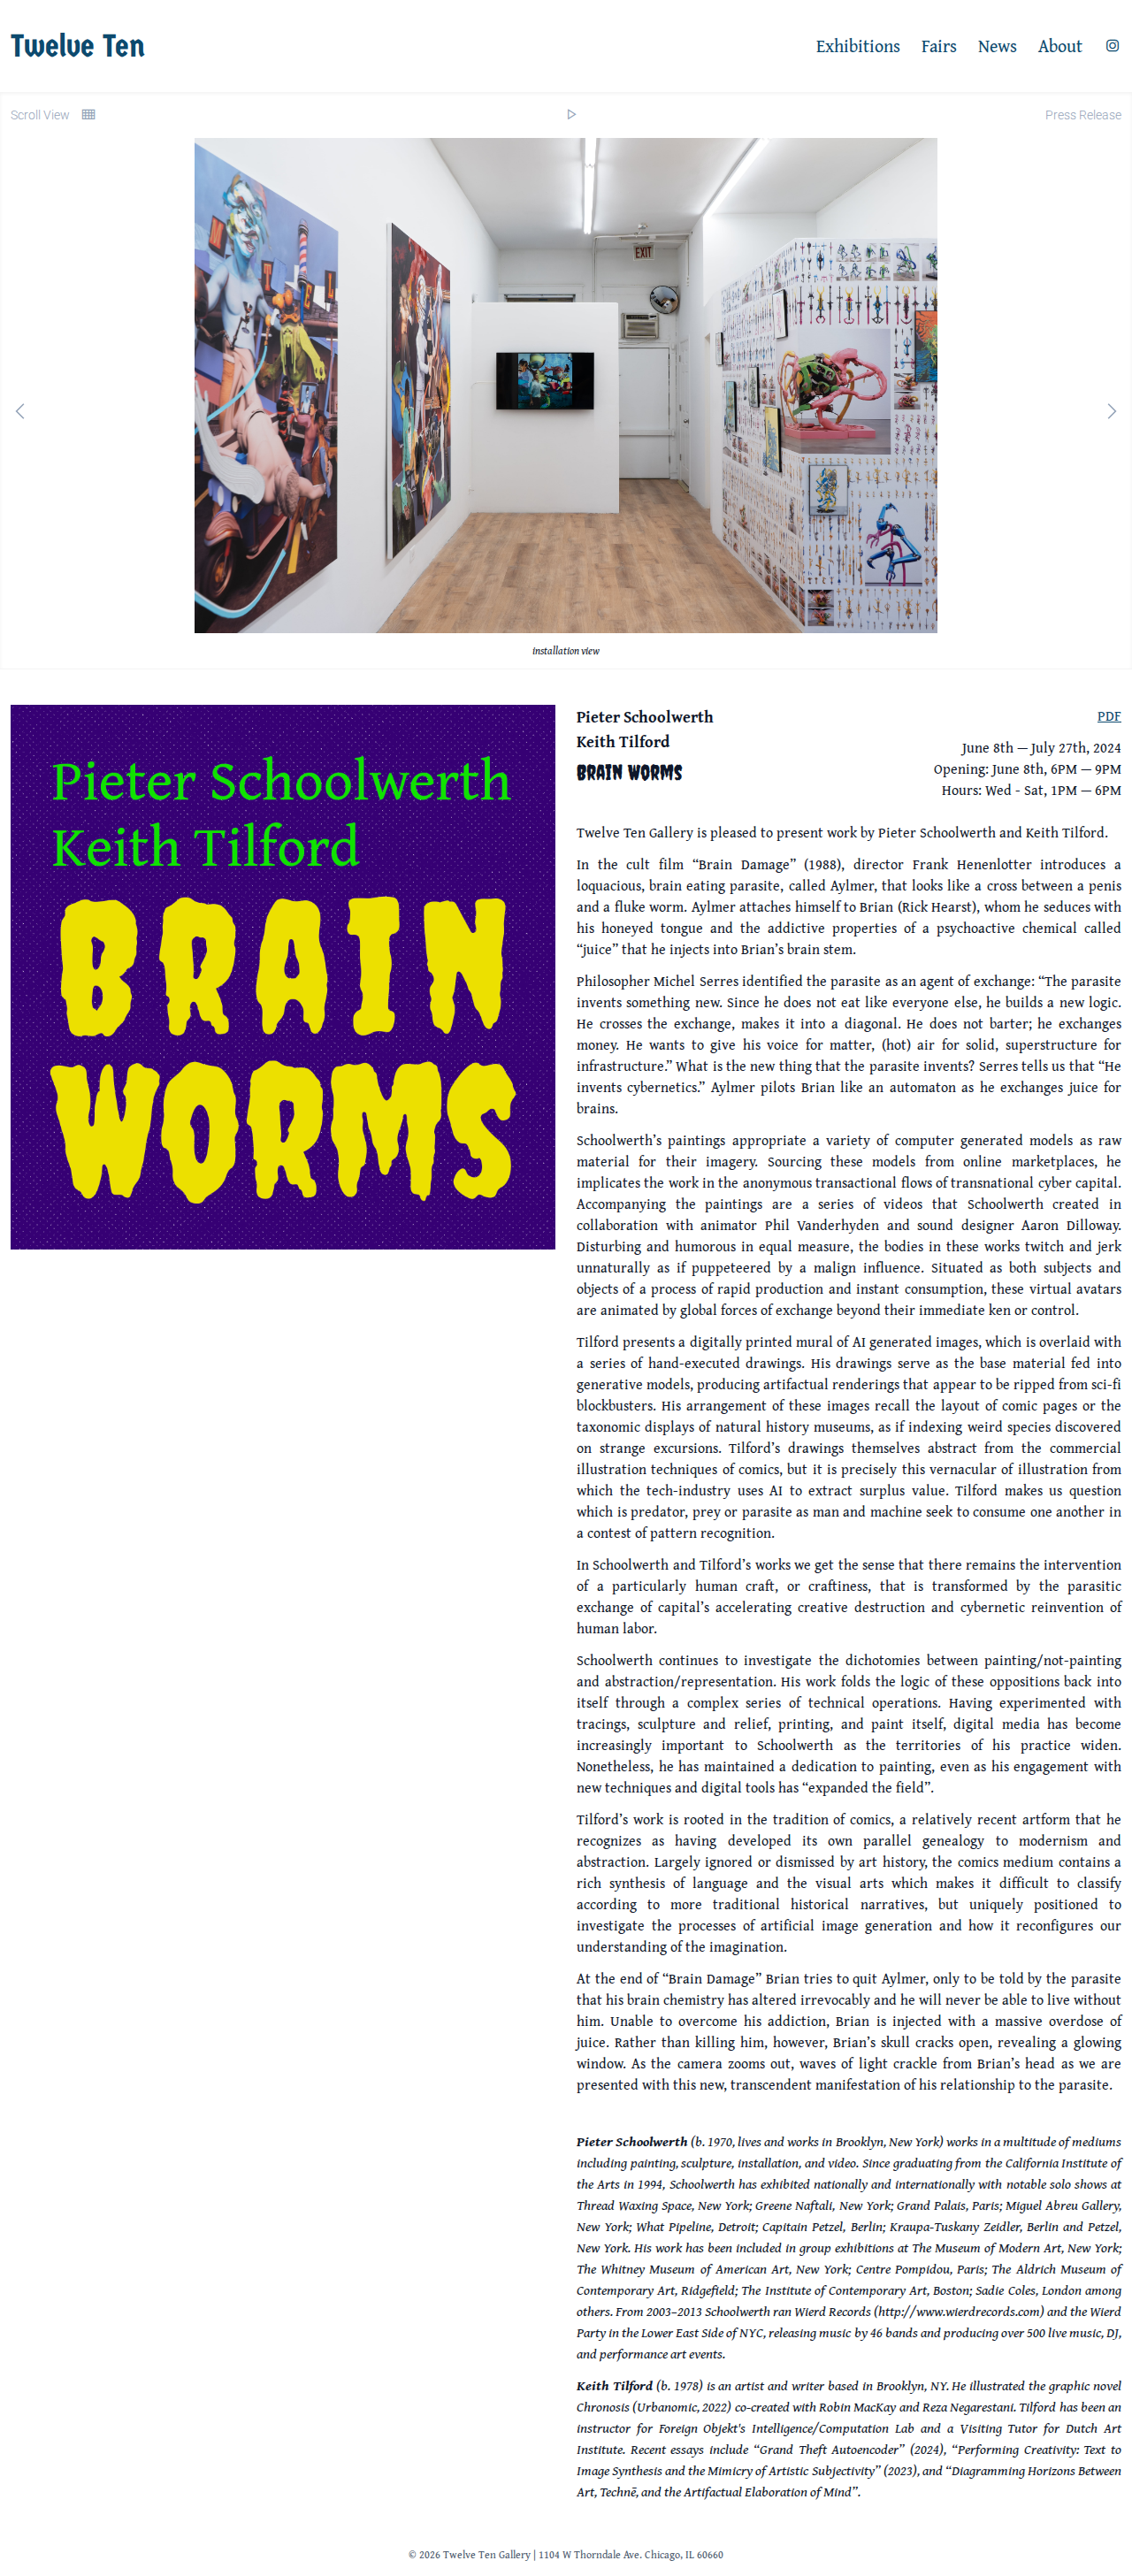 Twelve Ten
Exhibitions Fairs News About
Scroll View
Press Release
EXIT
installation view
Pieter Schoolwerth
Keith Tilford
BRAIN
WORMS
Pieter Schoolwerth
Keith Tilford
BRAIN WORMS
PDF
June 8th — July 27th, 2024
Opening: June 8th, 6PM — 9PM
Hours: Wed - Sat, 1PM — 6PM
Twelve Ten Gallery is pleased to present work by Pieter Schoolwerth and Keith Tilford.
In the cult film “Brain Damage” (1988), director Frank Henenlotter introduces a
loquacious, brain eating parasite, called Aylmer, that looks like a cross between a penis
and a fluke worm. Aylmer attaches himself to Brian (Rick Hearst), whom he seduces with
his honeyed tongue and the addictive properties of a psychoactive chemical called
“juice” that he injects into Brian’s brain stem.
Philosopher Michel Serres identified the parasite as an agent of exchange: “The parasite
invents something new. Since he does not eat like everyone else, he builds a new logic.
He crosses the exchange, makes it into a diagonal. He does not barter; he exchanges
money. He wants to give his voice for matter, (hot) air for solid, superstructure for
infrastructure.” What is the new thing that the parasite invents? Serres tells us that “He
invents cybernetics.” Aylmer pilots Brian like an automaton as he exchanges juice for
brains.
Schoolwerth’s paintings appropriate a variety of computer generated models as raw
material for their imagery. Sourcing these models from online marketplaces, he
implicates the work in the anonymous transactional flows of transnational cyber capital.
Accompanying the paintings are a series of videos that Schoolwerth created in
collaboration with animator Phil Vanderhyden and sound designer Aaron Dilloway.
Disturbing and humorous in equal measure, the bodies in these works twitch and jerk
unnaturally as if puppeteered by a malign influence. Situated as both subjects and
objects of a process of rapid production and instant consumption, these virtual avatars
are animated by global forces of exchange beyond their immediate ken or control.
Tilford presents a digitally printed mural of AI generated images, which is overlaid with
a series of hand-executed drawings. His drawings serve as the base material fed into
generative models, producing artifactual renderings that appear to be ripped from sci-fi
blockbusters. His arrangement of these images recall the layout of comic pages or the
taxonomic displays of natural history museums, as if indexing weird species discovered
on strange excursions. Tilford’s drawings themselves abstract from the commercial
illustration techniques of comics, but it is precisely this vernacular of illustration from
which the tech-industry uses AI to extract surplus value. Tilford makes us question
which is predator, prey or parasite as man and machine seek to consume one another in
a contest of pattern recognition.
In Schoolwerth and Tilford’s works we get the sense that there remains the intervention
of a particularly human craft, or craftiness, that is transformed by the parasitic
exchange of capital’s accelerating creative destruction and cybernetic reinvention of
human labor.
Schoolwerth continues to investigate the dichotomies between painting/not-painting
and abstraction/representation. His work folds the logic of these oppositions back into
itself through a complex series of technical operations. Having experimented with
tracings, sculpture and relief, printing, and paint itself, digital media has become
increasingly important to Schoolwerth as the territories of his practice widen.
Nonetheless, he has maintained a dedication to painting, even as his engagement with
new techniques and digital tools has “expanded the field”.
Tilford’s work is rooted in the tradition of comics, a relatively recent artform that he
recognizes as having developed its own parallel genealogy to modernism and
abstraction. Largely ignored or dismissed by art history, the comics medium contains a
rich synthesis of language and the visual arts which makes it difficult to classify
according to more traditional historical narratives, but uniquely positioned to
investigate the processes of artificial image generation and how it reconfigures our
understanding of the imagination.
At the end of “Brain Damage” Brian tries to quit Aylmer, only to be told by the parasite
that his brain chemistry has altered irrevocably and he will never be able to live without
him. Unable to overcome his addiction, Brian is injected with a massive overdose of
juice. Rather than killing him, however, Brian’s skull cracks open, revealing a glowing
window. As the camera zooms out, waves of light crackle from Brian’s head as we are
presented with this new, transcendent manifestation of his relationship to the parasite.
Pieter Schoolwerth (b. 1970, lives and works in Brooklyn, New York) works in a multitude of mediums
including painting, sculpture, installation, and video. Since graduating from the California Institute of
the Arts in 1994, Schoolwerth has exhibited nationally and internationally with notable solo shows at
Thread Waxing Space, New York; Greene Naftali, New York; Grand Palais, Paris; Miguel Abreu Gallery,
New York; What Pipeline, Detroit; Capitain Petzel, Berlin; Kraupa-Tuskany Zeidler, Berlin and Petzel,
New York. His work has been included in group exhibitions at The Museum of Modern Art, New York;
The Whitney Museum of American Art, New York; Centre Pompidou, Paris; The Aldrich Museum of
Contemporary Art, Ridgefield; The Institute of Contemporary Art, Boston; Sadie Coles, London among
others. From 2003–2013 Schoolwerth ran Wierd Records (http://www.wierdrecords.com) and the Wierd
Party in the Lower East Side of NYC, releasing music by 46 bands and producing over 500 live music, DJ,
and performance art events.
Keith Tilford (b. 1978) is an artist and writer based in Brooklyn, NY. He illustrated the graphic novel
Chronosis (Urbanomic, 2022) co-created with Robin MacKay and Reza Negarestani. Tilford has been an
instructor for Foreign Objekt's Intelligence/Computation Lab and a Visiting Tutor for Dutch Art
Institute. Recent essays include “Grand Theft Autoencoder” (2024), “Performing Creativity: Text to
Image Synthesis and the Mimicry of Artistic Subjectivity” (2023), and “Diagramming Horizons Between
Art, Technē, and the Artifactual Elaboration of Mind”.
© 2026 Twelve Ten Gallery | 1104 W Thorndale Ave. Chicago, IL 60660